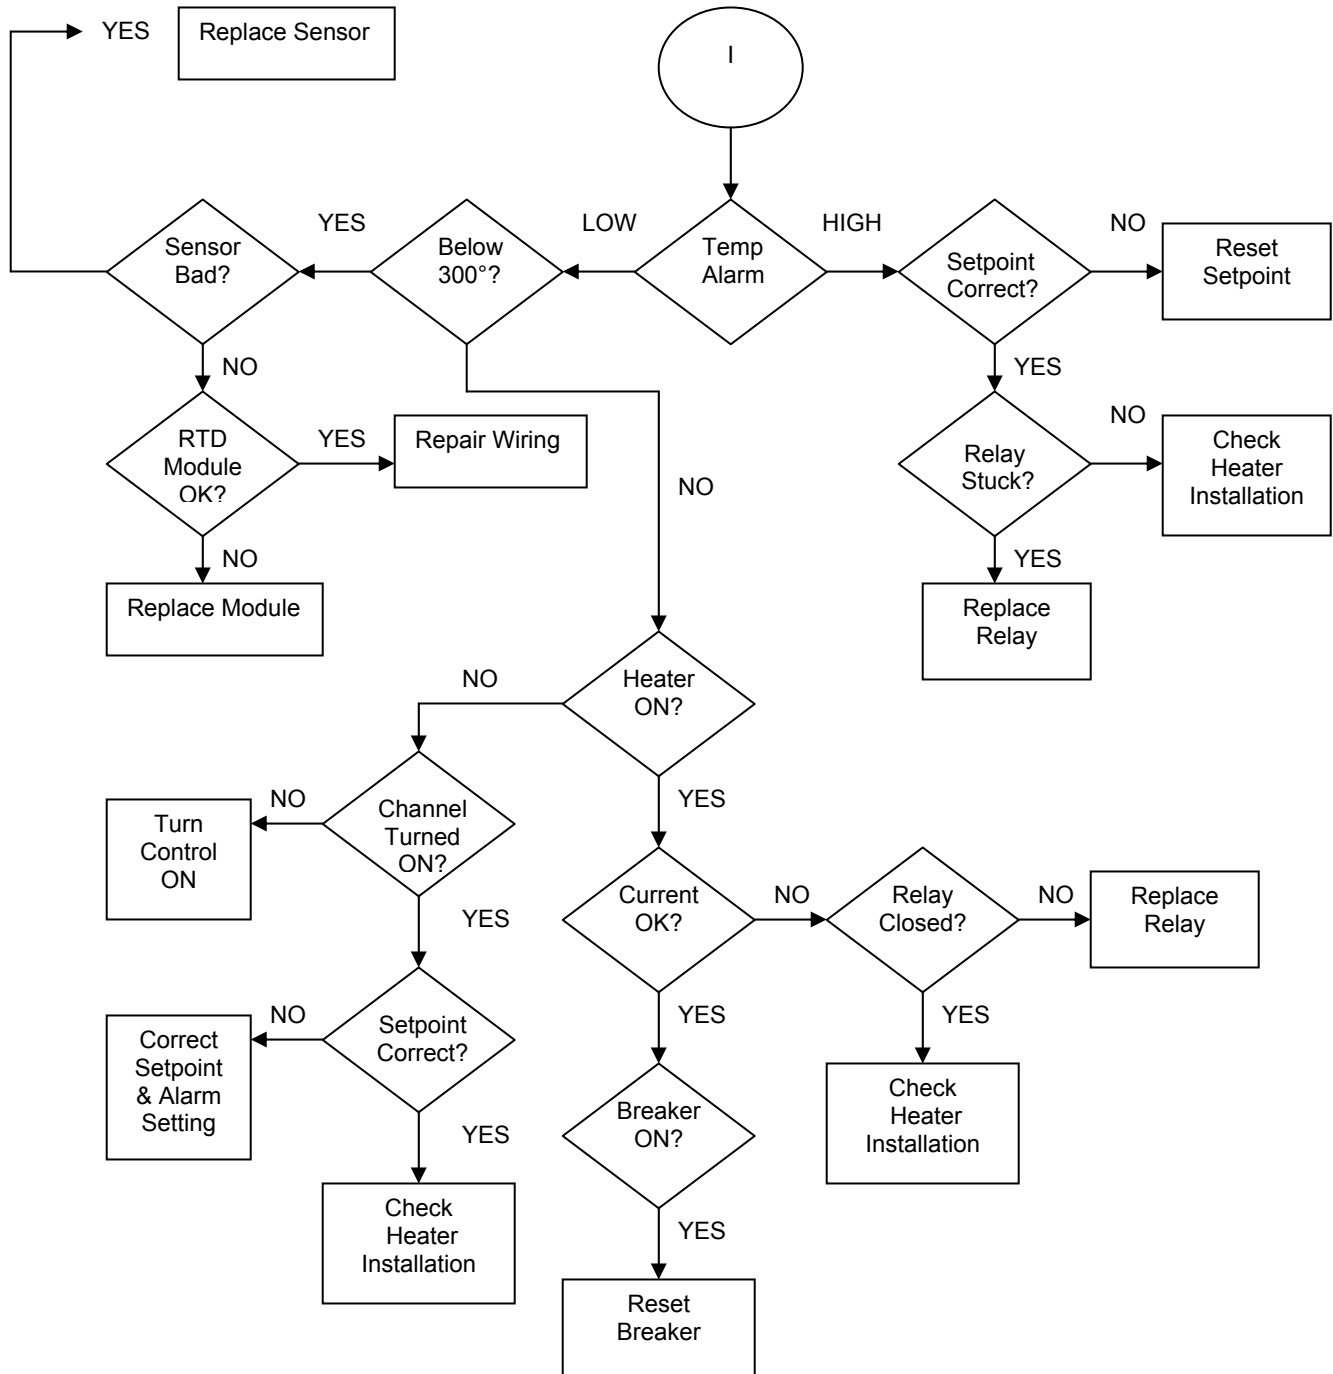 YES
Replace Sensor
I
Sensor
Bad?
YES
Below
300°?
LOW
Temp
Alarm
HIGH
Setpoint
Correct?
NO
Reset
Setpoint
NO
YES
RTD
Module
OK?
YES
Repair Wiring
NO
Relay
Stuck?
NO
Check
Heater
Installation
NO
YES
Replace Module
Replace
Relay
NO
Heater
ON?
Turn
Control
ON
NO
Channel
Turned
ON?
YES
YES
Current
OK?
NO
Relay
Closed?
NO
Replace
Relay
Correct
Setpoint
& Alarm
Setting
NO
Setpoint
Correct?
YES
YES
YES
Breaker
ON?
Check
Heater
Installation
Check
Heater
Installation
YES
Reset
Breaker